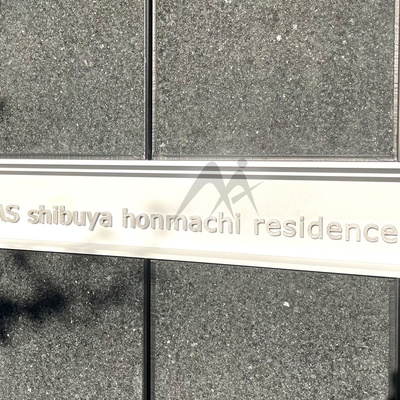 AS shibuya honmachi residence